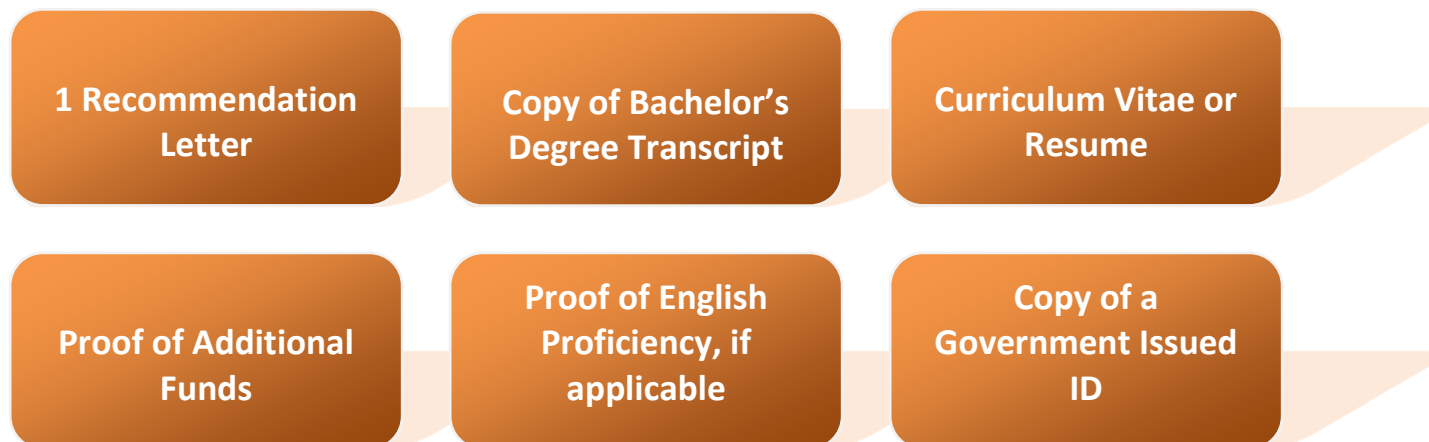 1 Recommendation
Letter
Copy of Bachelor’s
Degree Transcript
Curriculum Vitae or
Resume
Proof of Additional
Funds
Proof of English
Proficiency, if
applicable
Copy of a
Government Issued
ID